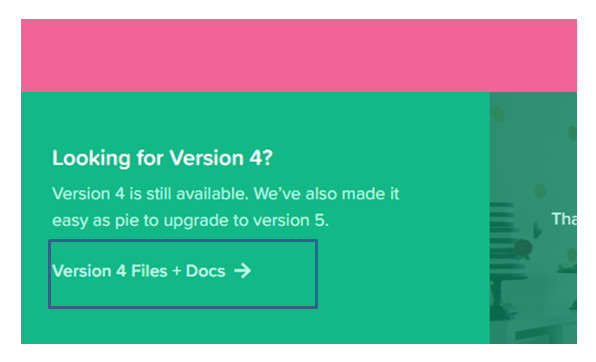 Looking for Version 4?
Version 4 is still available. We've also made it
easy as pie to upgrade to version 5.
Version 4 Files + Docs →